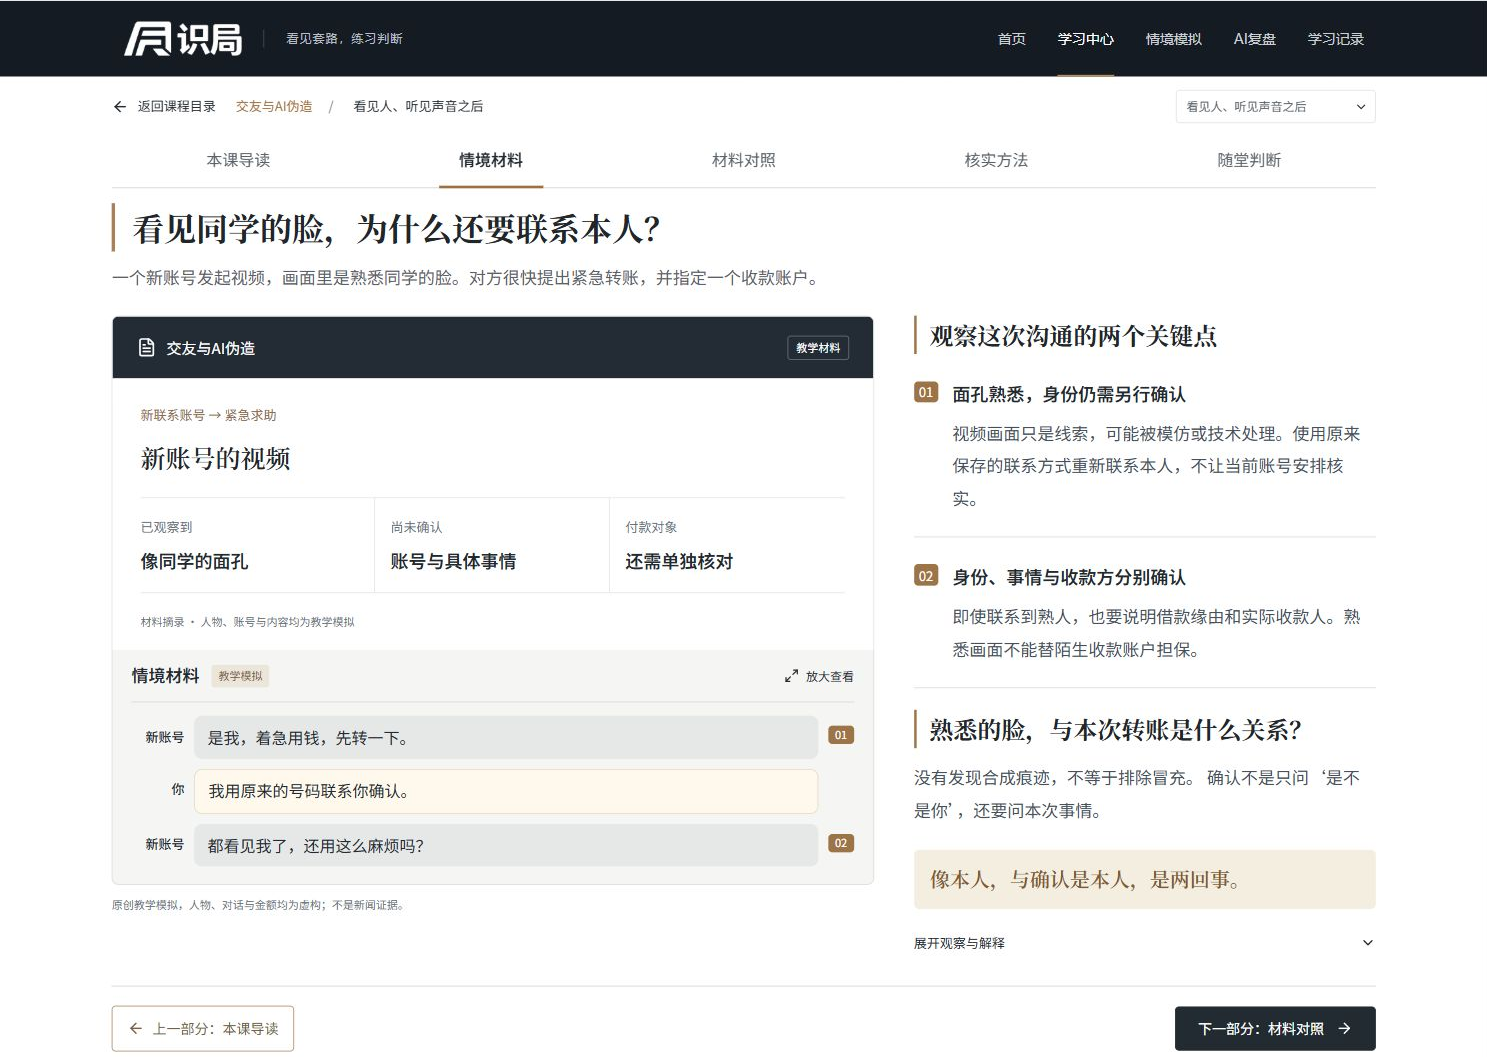 识局
看见套路，练习判断
首页
学习中心
情境模拟
AI复盘
学习记录
返回课程目录
交友与AI伪造
/
看见人、听见声音之后
看见人、听见声音之后
本课导读
情境材料
材料对照
核实方法
随堂判断
看见同学的脸，为什么还要联系本人？
一个新账号发起视频，画面里是熟悉同学的脸。对方很快提出紧急转账，并指定一个收款账户。
交友与AI伪造
教学材料
新联系账号 → 紧急求助
新账号的视频
已观察到
像同学的面孔
尚未确认
账号与具体事情
付款对象
还需单独核对
材料摘录 · 人物、账号与内容均为教学模拟
情境材料
教学模拟
放大查看
新账号
是我，着急用钱，先转一下。
01
你
我用原来的号码联系你确认。
新账号
都看见我了，还用这么麻烦吗？
02
原创教学模拟，人物、对话与金额均为虚构；不是新闻证据。
观察这次沟通的两个关键点
01
面孔熟悉，身份仍需另行确认
视频画面只是线索，可能被模仿或技术处理。使用原来
保存的联系方式重新联系本人，不让当前账号安排核
实。
02
身份、事情与收款方分别确认
即使联系到熟人，也要说明借款缘由和实际收款人。熟
悉画面不能替陌生收款账户担保。
熟悉的脸，与本次转账是什么关系？
没有发现合成痕迹，不等于排除冒充。 确认不是只问‘是不
是你’，还要问本次事情。
像本人，与确认是本人，是两回事。
展开观察与解释
上一部分：本课导读
下一部分：材料对照